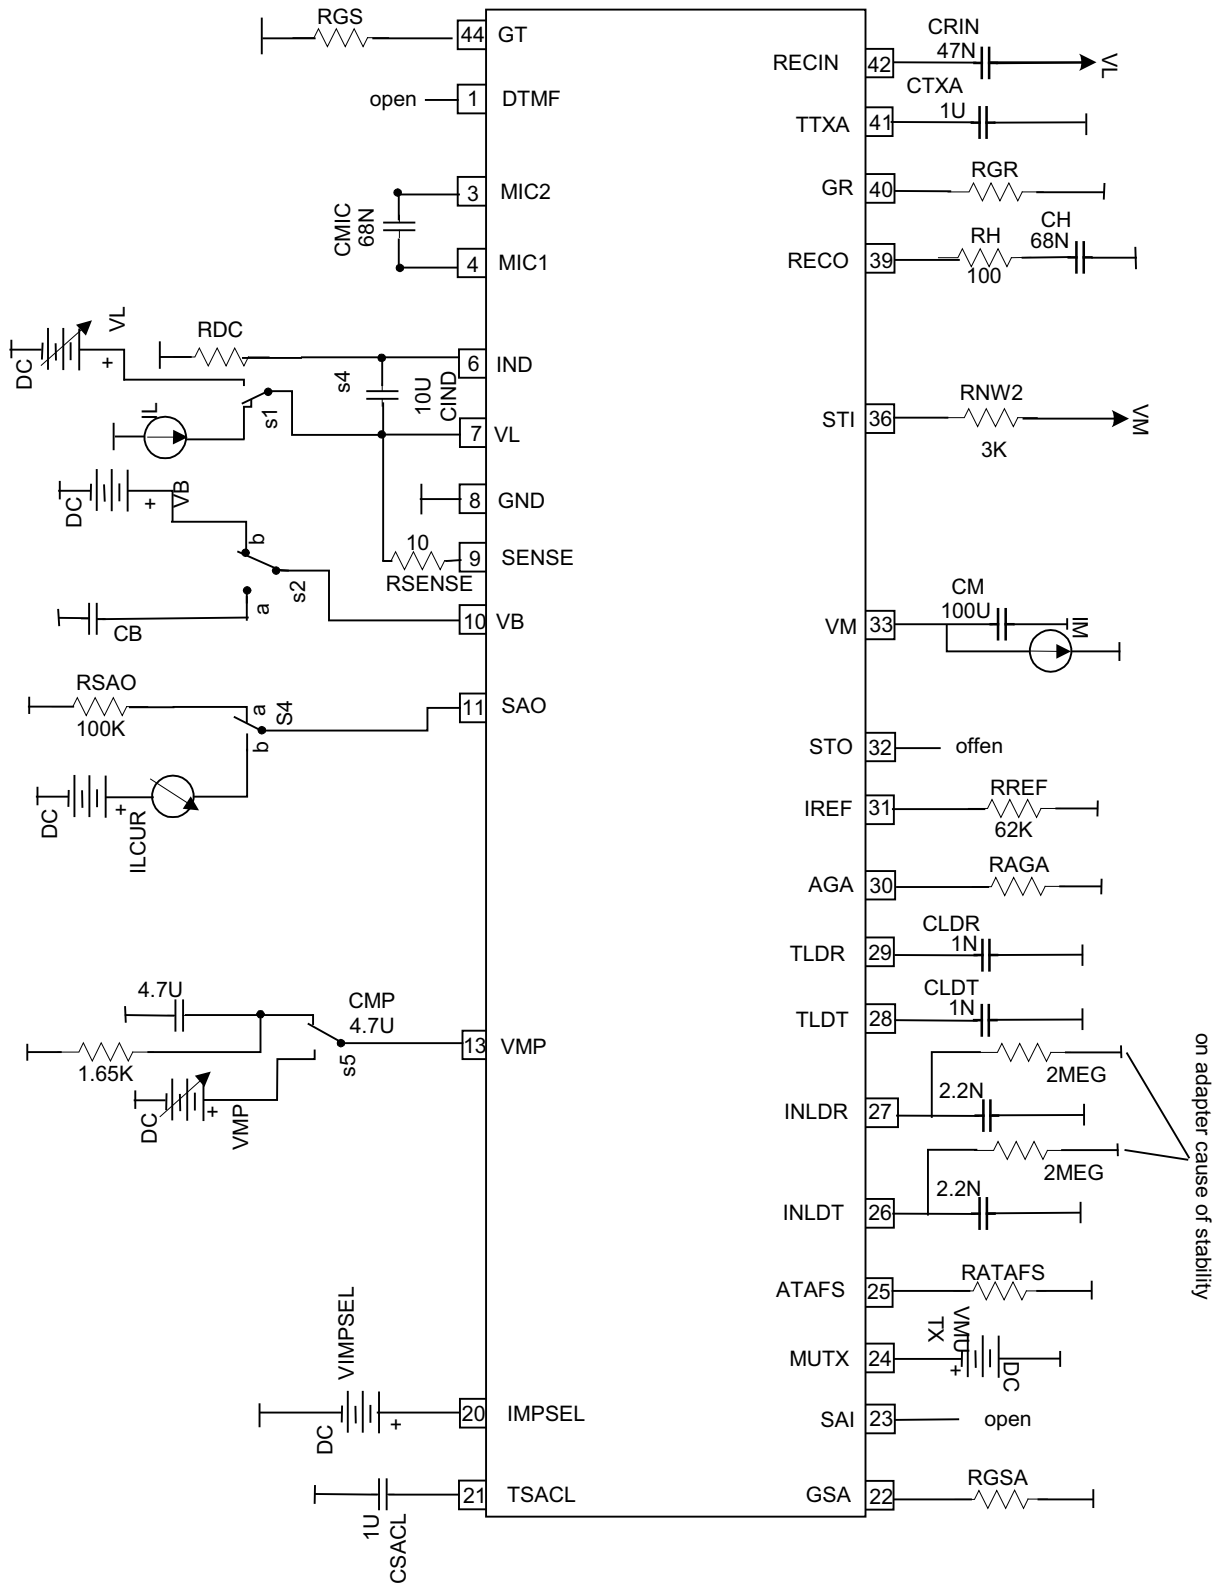 RGS
44 GT
open 1 DTMF
3 MIC2
CMIC
68N
4 MIC1
VL
DC
+
RDC
6 IND
s4
10U
CIND
IL
s1
7 VL
DC
+
VB
8 GND
10
9 SENSE
RSENSE
b
s2
a
CB
10 VB
RSAO
100K
a
S4
b
11 SAO
DC
+
ILCUR
4.7U
CMP
4.7U
13 VMP
s5
1.65K
DC
+
VMP
VIMPSEL
20 IMPSEL
DC
+
21 TSACL
1U
CSACL
CRIN
47N
RECIN 42
VL
CTXA
1U
TTXA 41
RGR
GR 40
RH
CH
68N
RECO 39
100
RNW2
STI 36
VM
3K
CM
100U
VM 33
IM
STO 32 offen
RREF
IREF 31
62K
RAGA
AGA 30
CLDR
1N
TLDR 29
CLDT
1N
TLDT 28
2MEG
2.2N
INLDR 27
2MEG
2.2N
INLDT 26
on adapter cause of stability
RATAFS
ATAFS 25
VMU
TX
MUTX 24
+
DC
SAI 23 open
RGSA
GSA 22